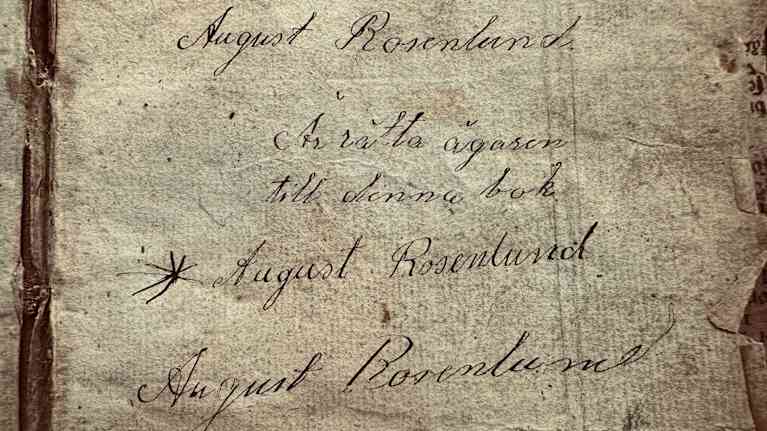 August Rosenlund
Är rätta ägaren
till denna bok
August Rosenlund
August Rosenlund